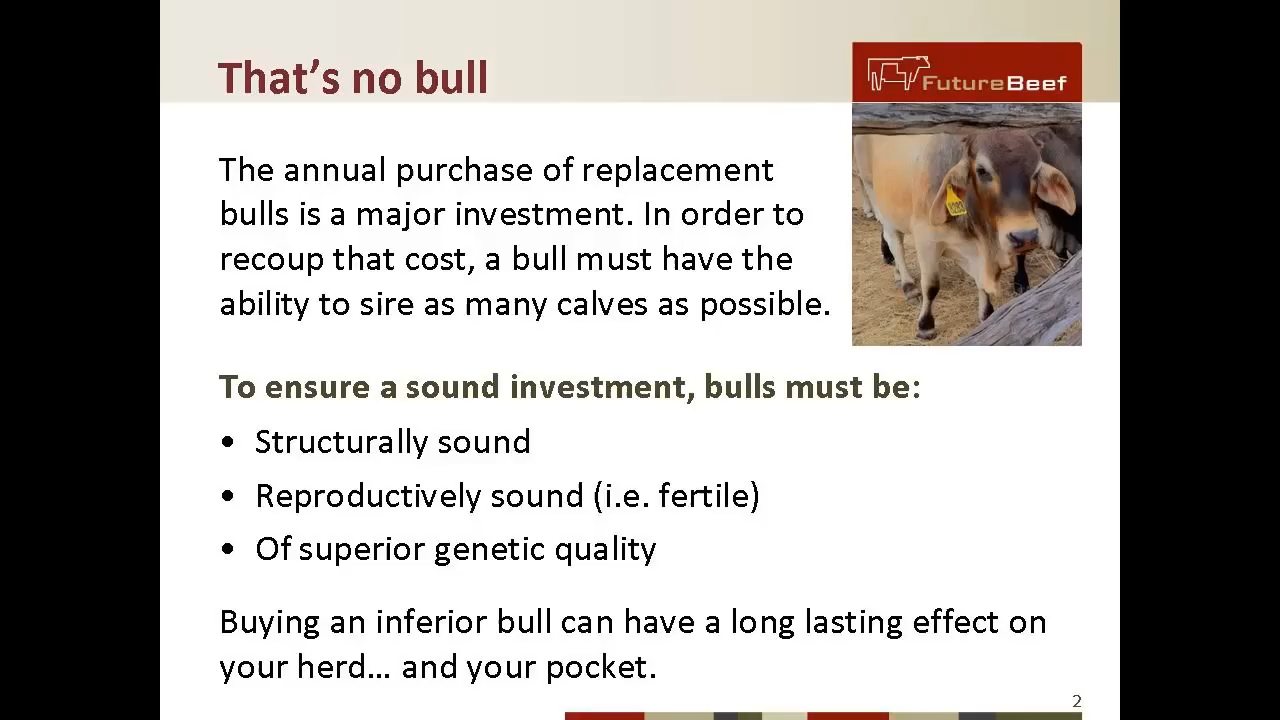 That's no bull
FutureBeef
The annual purchase of replacement
bulls is a major investment. In order to
recoup that cost, a bull must have the
ability to sire as many calves as possible.
To ensure a sound investment, bulls must be:
• Structurally sound
• Reproductively sound (i.e. fertile)
• Of superior genetic quality
Buying an inferior bull can have a long lasting effect on
your herd… and your pocket.
2